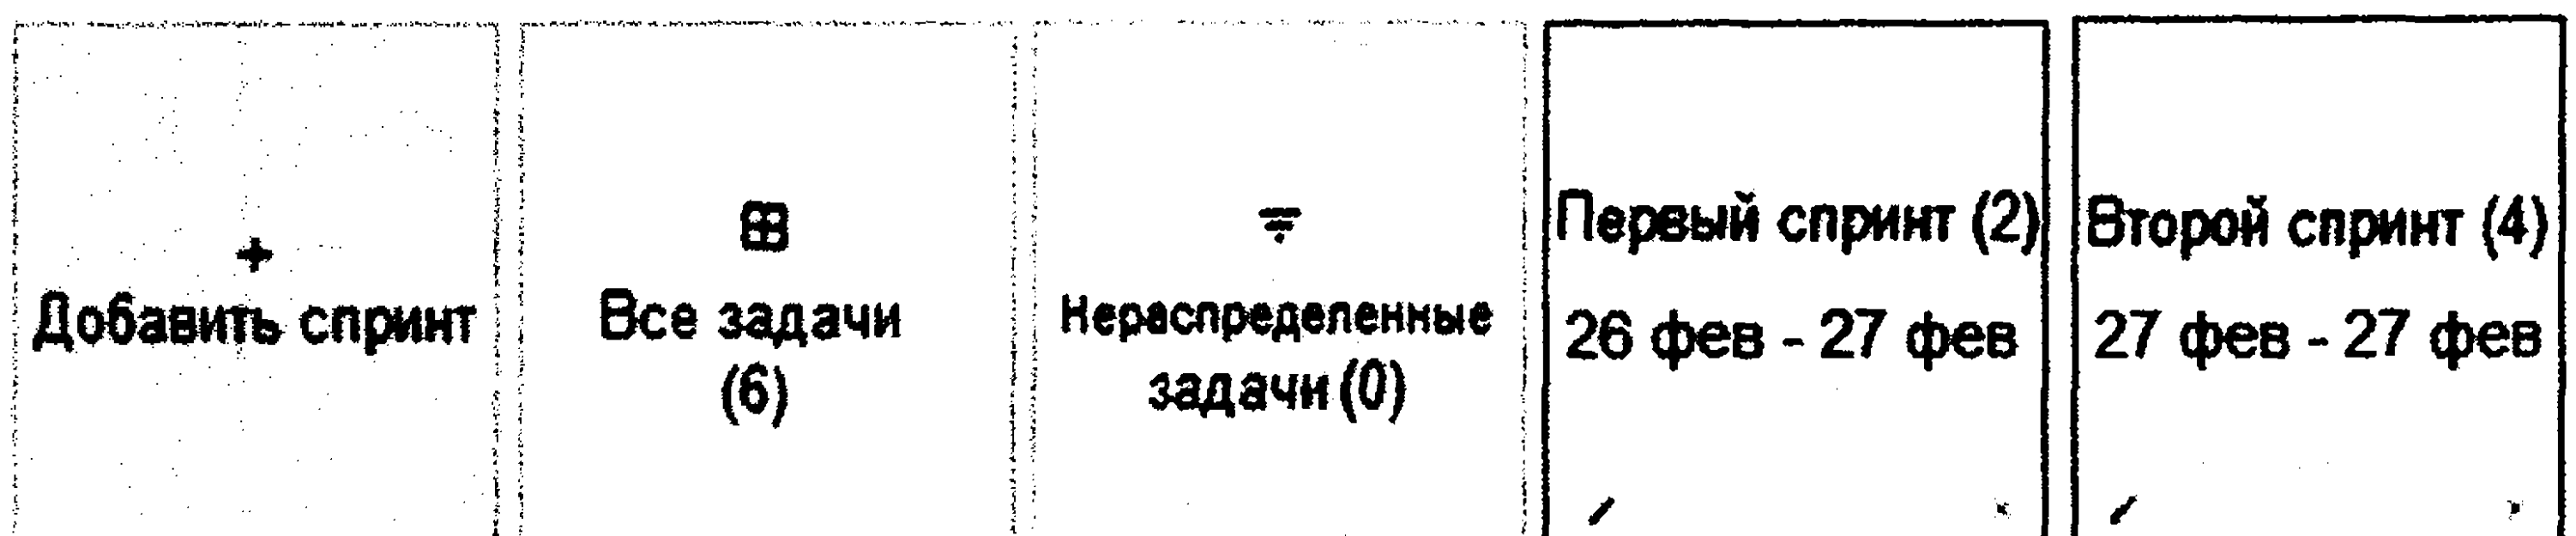 Добавить спринт
Все задачи
(6)
Нераспределенные
задачи (0)
Первый спринт (2)
26 фев - 27 фев
Второй спринт (4)
27 фев - 27 фев